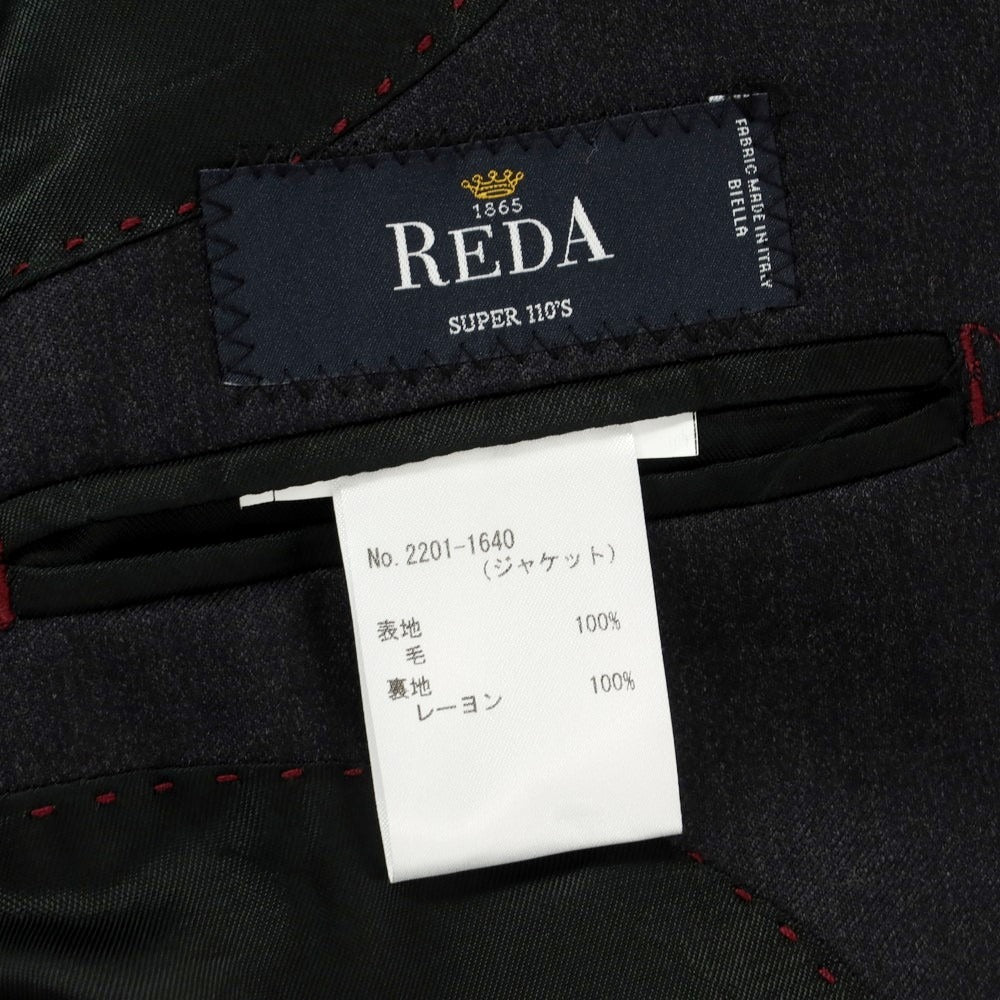 1865
REDA
SUPER 110'S
FABRIC MADE IN ITALY
BIELLA
No. 2201-1640
(ジャケット)
表地 100%
毛
裏地 100%
レーヨン